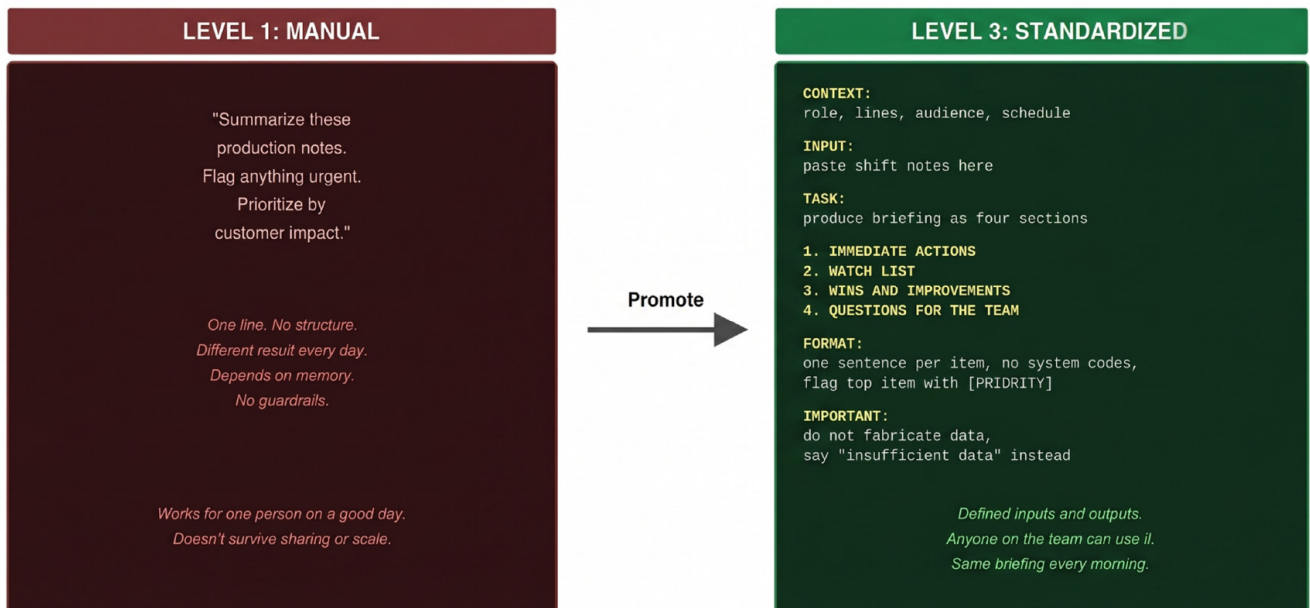 LEVEL 1: MANUAL
"Summarize these
production notes.
Flag anything urgent.
Prioritize by
customer impact."
One line. No structure.
Different resuit every day.
Depends on memory.
No guardrails.
Works for one person on a good day.
Doesn't survive sharing or scale.
Promote
LEVEL 3: STANDARDIZED
CONTEXT:
role, lines, audience, schedule
INPUT:
paste shift notes here
TASK:
produce briefing as four sections
1. IMMEDIATE ACTIONS
2. WATCH LIST
3. WINS AND IMPROVEMENTS
4. QUESTIONS FOR THE TEAM
FORMAT:
one sentence per item, no system codes,
flag top item with [PRIDRITY]
IMPORTANT:
do not fabricate data,
say "insufficient data" instead
Defined inputs and outputs.
Anyone on the team can use il.
Same briefing every morning.